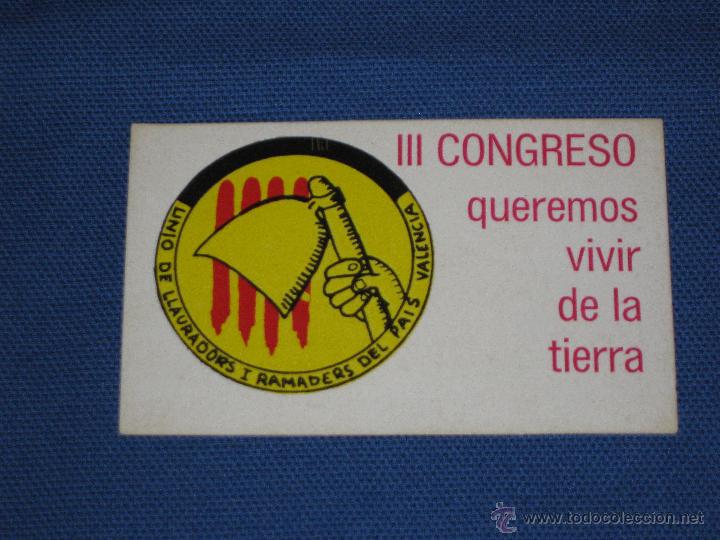 III CONGRESO
queremos
vivir
de la
tierra
UNIO DE LLAURADORS I RAMADERS DEL PAIS VALENCIA
© www.todocoleccion.net